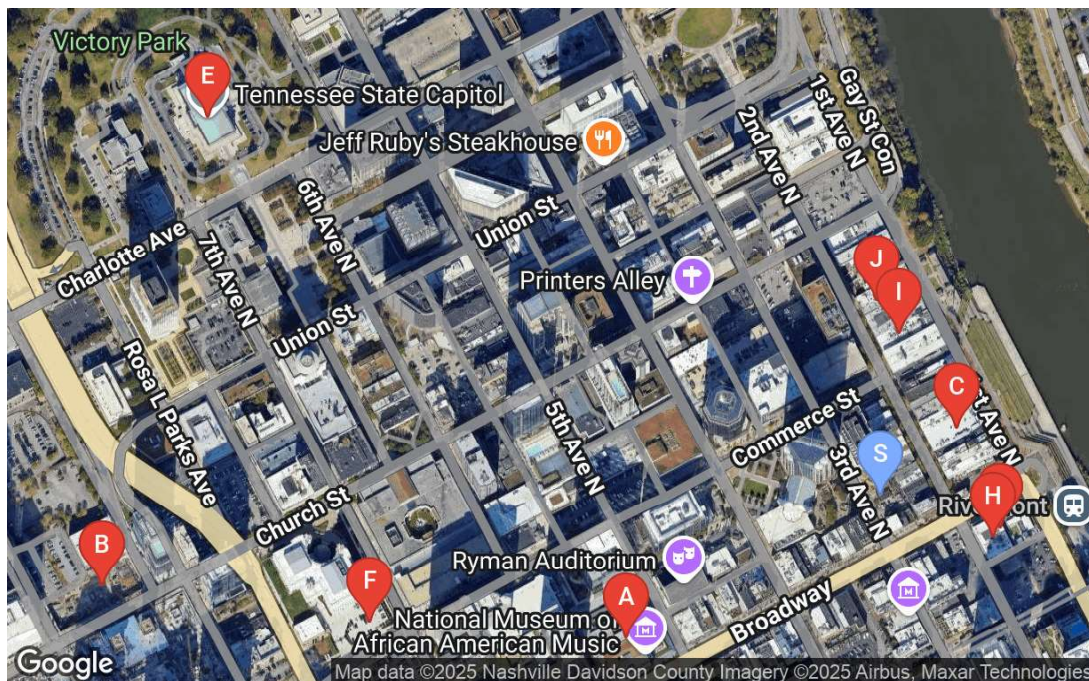 Victory Park
E
Tennessee State Capitol
Jeff Ruby's Steakhouse
Gay St Con
1st Ave N
2nd Ave N
Union St
6th Ave N
7th Ave N
Charlotte Ave
Printers Alley
J
I
Union St
Rosa L Parks Ave
C
1st Ave N
5th Ave N
Commerce St
S
3rd Ave N
H
Church St
B
Ryman Auditorium
F
A
National Museum of
African American Music
Broadway
Google
Map data ©2025 Nashville Davidson County Imagery ©2025 Airbus, Maxar Technologies